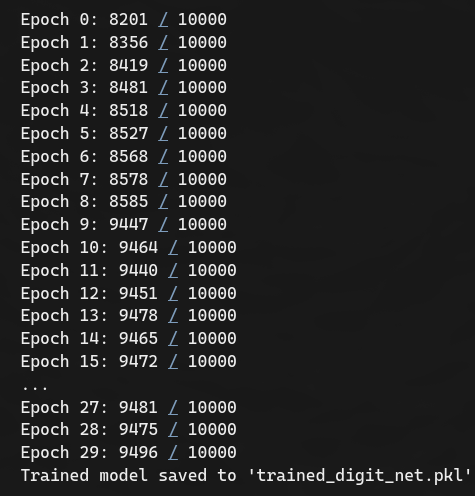 Epoch 0: 8201 / 10000
Epoch 1: 8356 / 10000
Epoch 2: 8419 / 10000
Epoch 3: 8481 / 10000
Epoch 4: 8518 / 10000
Epoch 5: 8527 / 10000
Epoch 6: 8568 / 10000
Epoch 7: 8578 / 10000
Epoch 8: 8585 / 10000
Epoch 9: 9447 / 10000
Epoch 10: 9464 / 10000
Epoch 11: 9440 / 10000
Epoch 12: 9451 / 10000
Epoch 13: 9478 / 10000
Epoch 14: 9465 / 10000
Epoch 15: 9472 / 10000
...
Epoch 27: 9481 / 10000
Epoch 28: 9475 / 10000
Epoch 29: 9496 / 10000
Trained model saved to 'trained_digit_net.pkl'